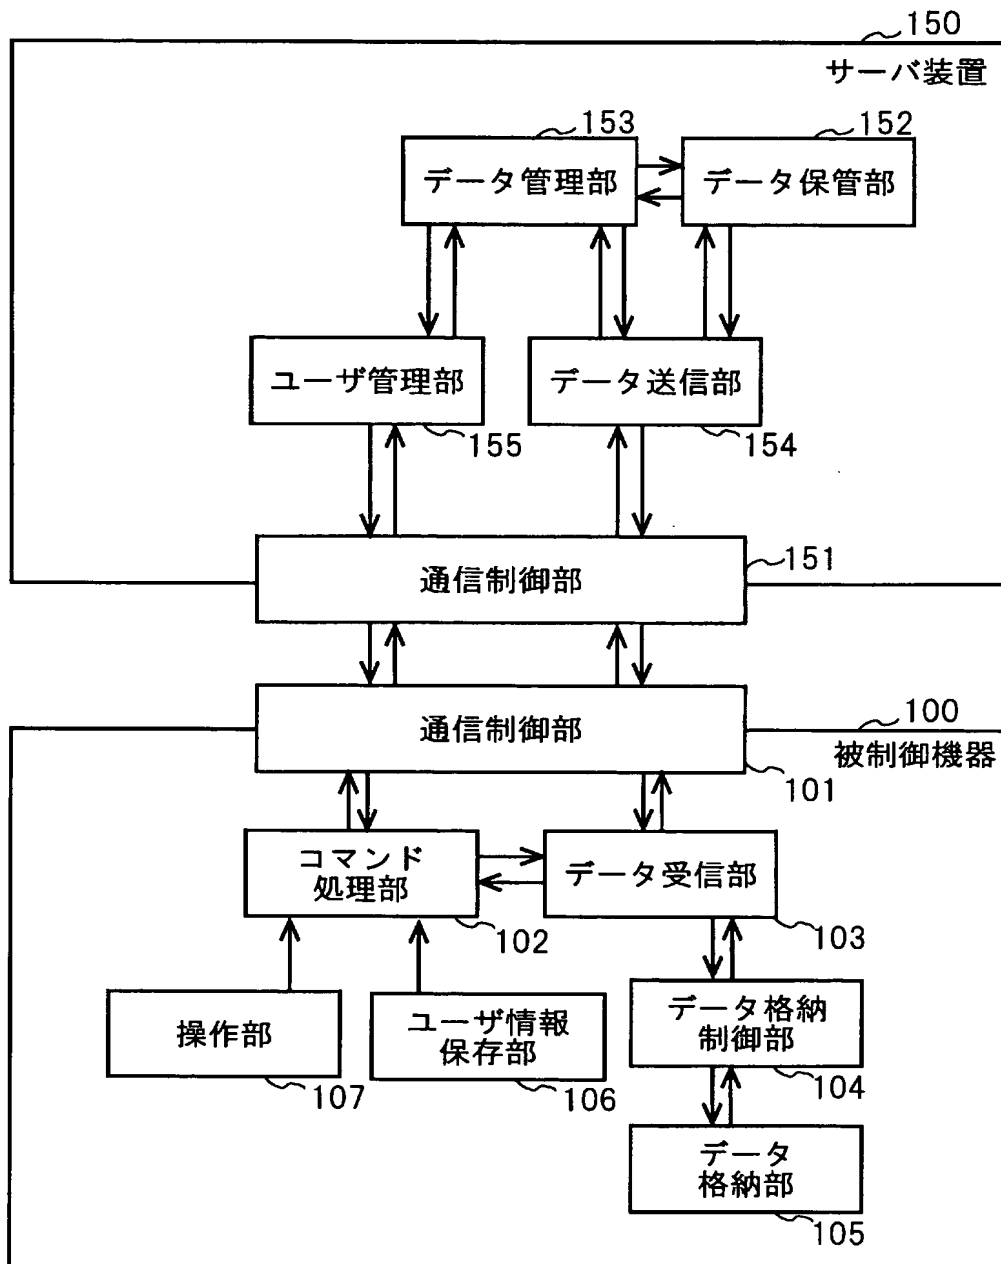 150
サーバ装置
153
152
データ管理部
データ保管部
ユーザ管理部
データ送信部
155
154
通信制御部
151
通信制御部
100
被制御機器
101
コマンド
処理部
データ受信部
102
103
操作部
ユーザ情報
保存部
データ格納
制御部
107
106
104
データ
格納部
105